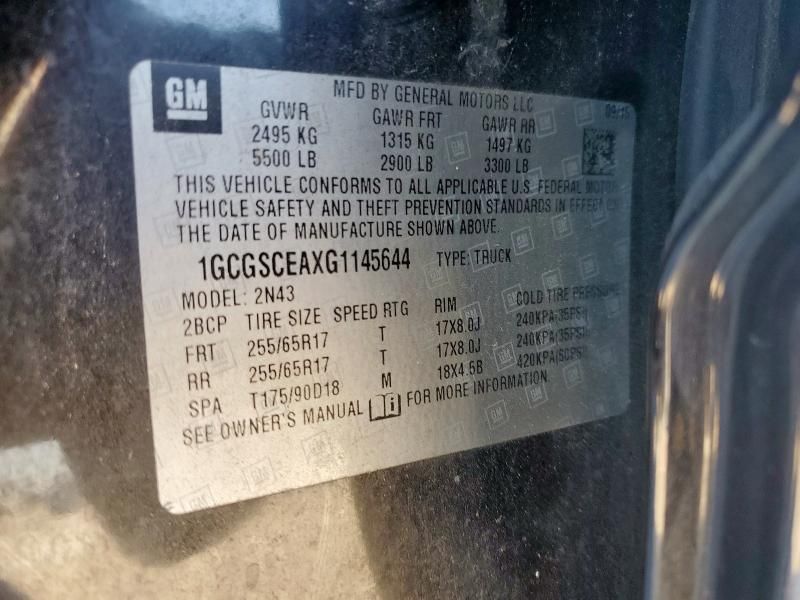 GM
MFD BY GENERAL MOTORS LLC
09/15
GVWR GAWR FRT GAWR RR
2495 KG 1315 KG 1497 KG
5500 LB 2900 LB 3300 LB
THIS VEHICLE CONFORMS TO ALL APPLICABLE U.S. FEDERAL MOTOR
VEHICLE SAFETY AND THEFT PREVENTION STANDARDS IN EFFECT ON
THE DATE OF MANUFACTURE SHOWN ABOVE.
1GCGSCEAXG1145644 TYPE: TRUCK
MODEL: 2N43
2BCP TIRE SIZE SPEED RTG RIM COLD TIRE PRESSURE
FRT 255/65R17 T 17X8.0J 240KPA(35PSI)
RR 255/65R17 T 17X8.0J 240KPA(35PSI)
SPA T175/90D18 M 18X4.5B 420KPA(60PSI)
SEE OWNER'S MANUAL FOR MORE INFORMATION